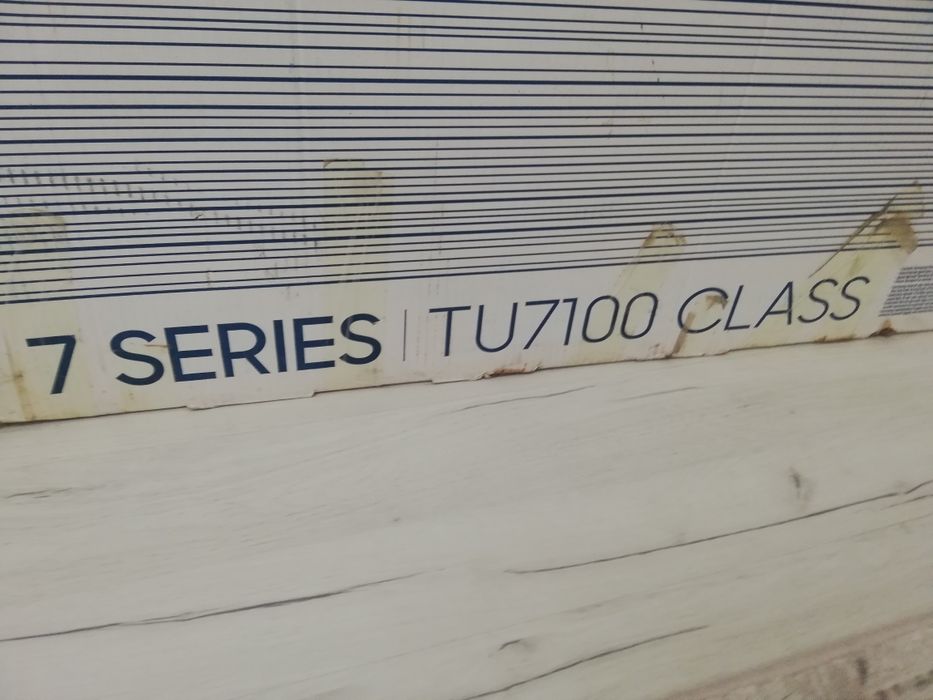 7 SERIES | TU7100 CLASS